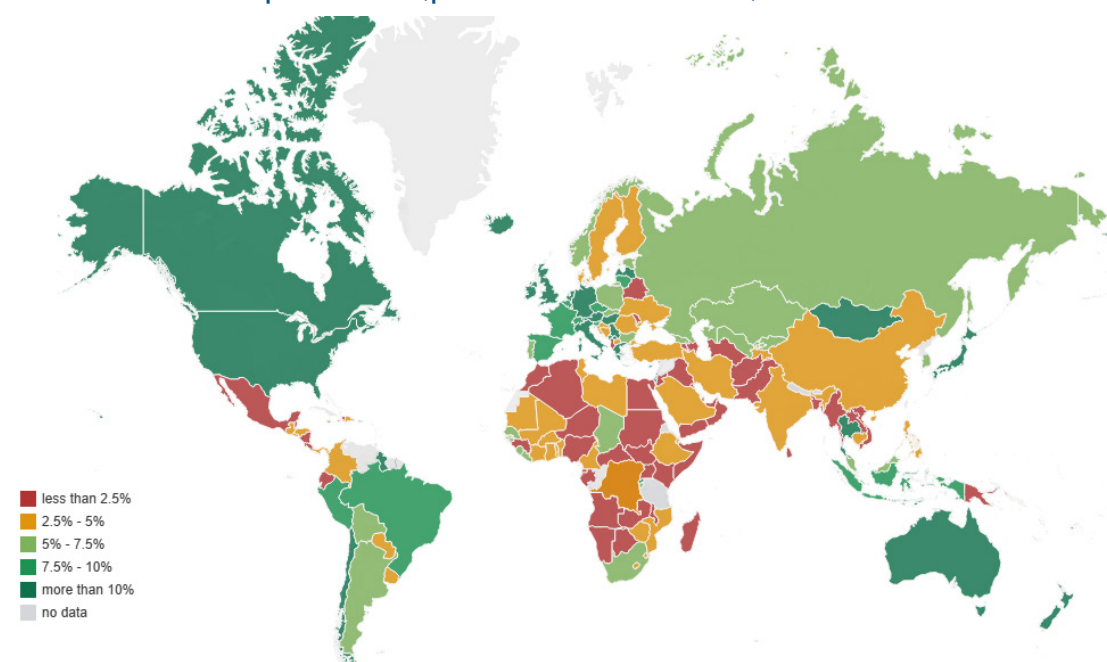 less than 2.5%
2.5% - 5%
5% - 7.5%
7.5% - 10%
more than 10%
no data